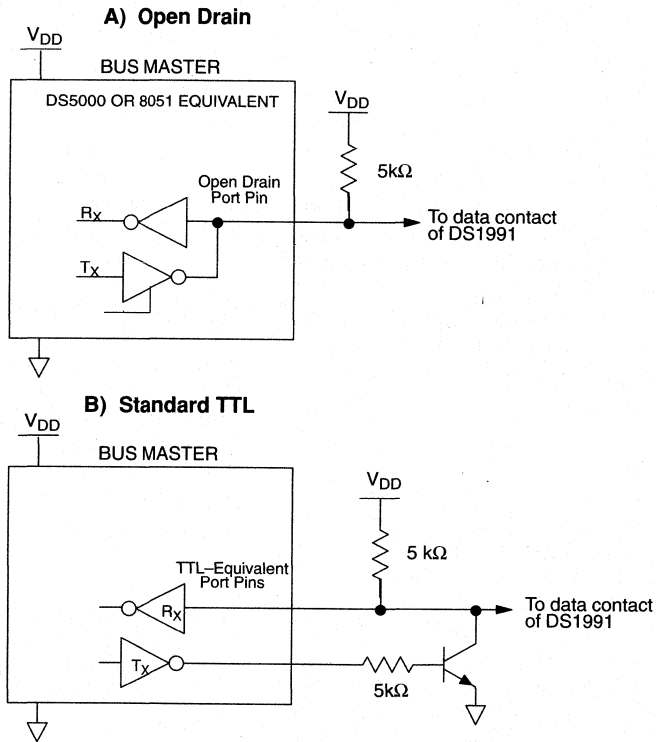 A) Open Drain
VDD
BUS MASTER
DS5000 OR 8051 EQUIVALENT
VDD
5kΩ
Open Drain
Port Pin
RX
To data contact
of DS1991
TX
B) Standard TTL
VDD
BUS MASTER
VDD
5 kΩ
TTL–Equivalent
Port Pins
RX
To data contact
of DS1991
TX
5kΩ